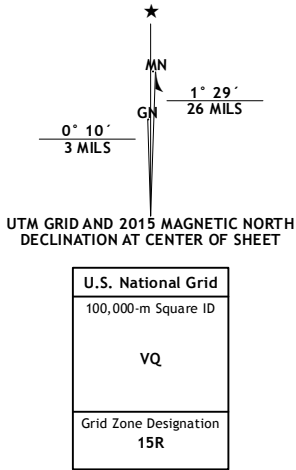 ★
MN
1° 29´
26 MILS
GN
0° 10´
3 MILS
UTM GRID AND 2015 MAGNETIC NORTH
DECLINATION AT CENTER OF SHEET
U.S. National Grid
100,000-m Square ID
VQ
Grid Zone Designation
15R